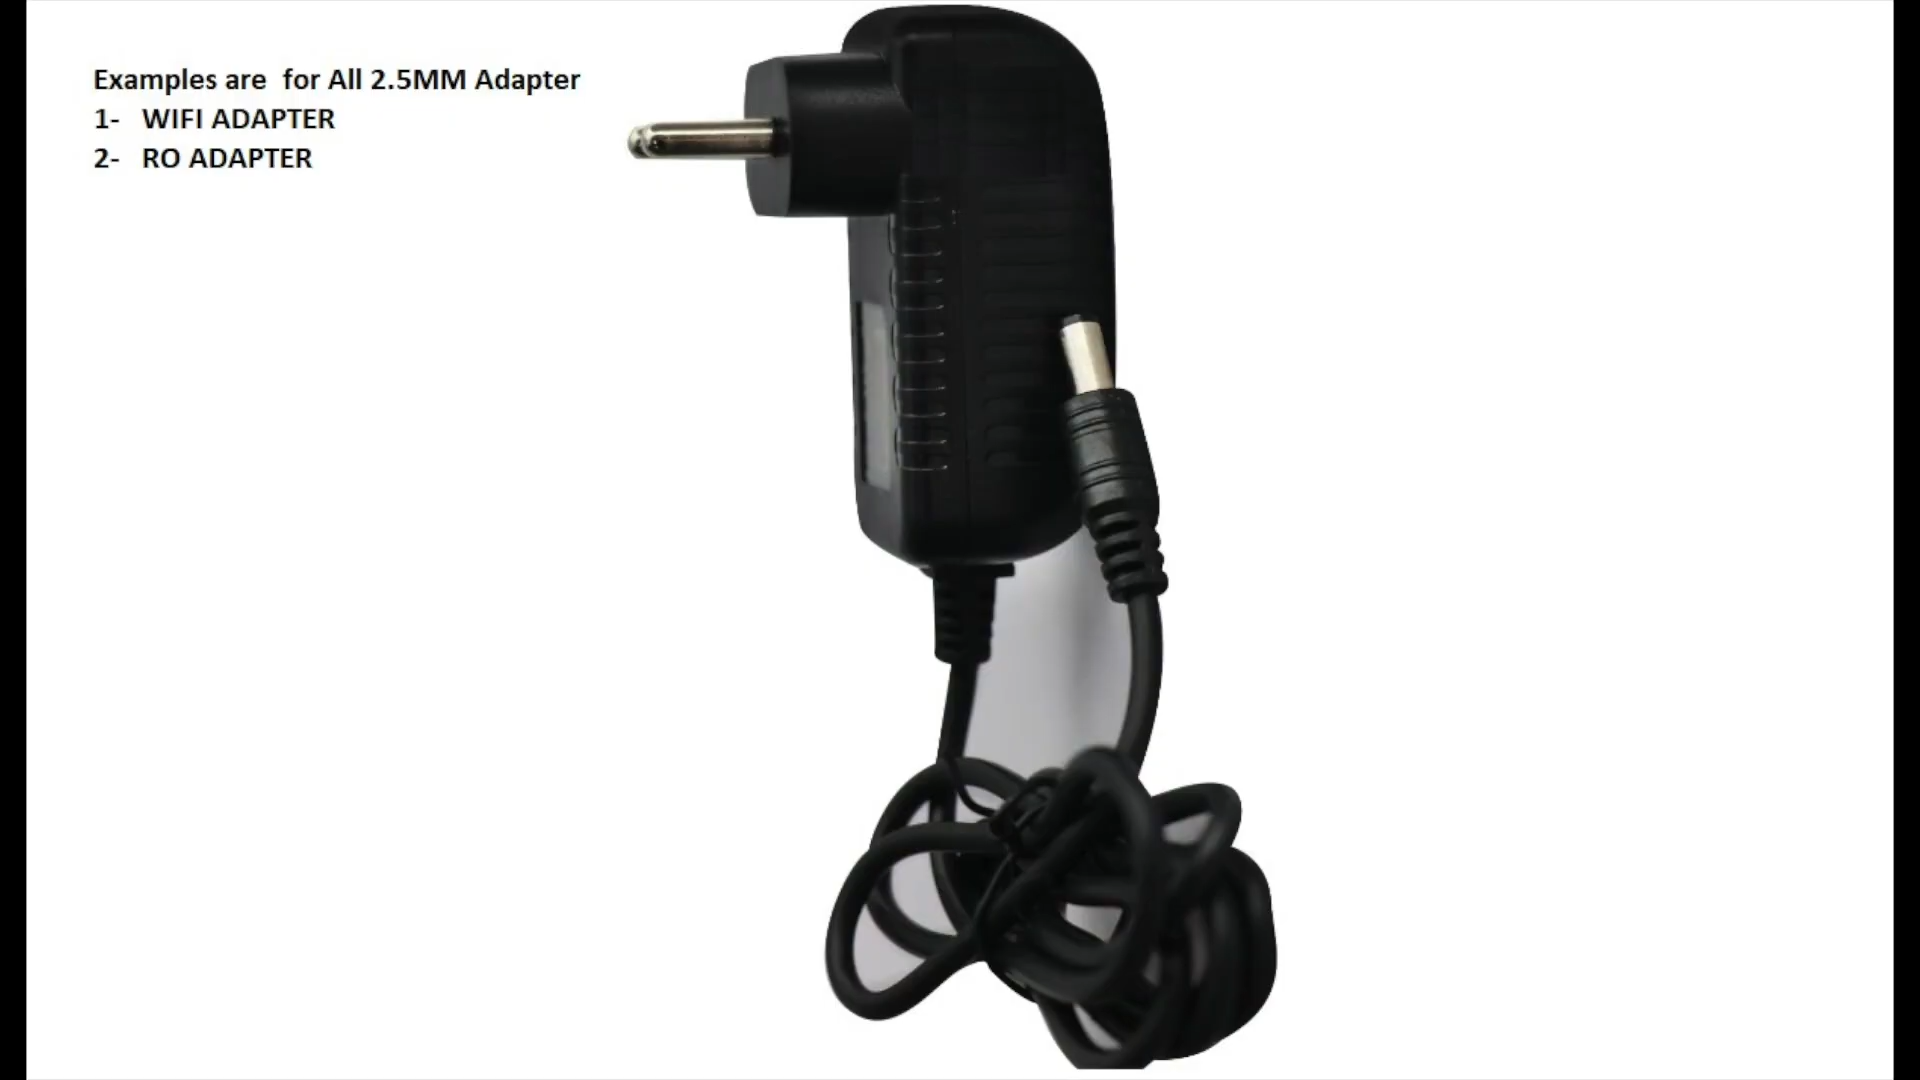 Examples are  for All 2.5MM Adapter
1-   WIFI ADAPTER
2-   RO ADAPTER